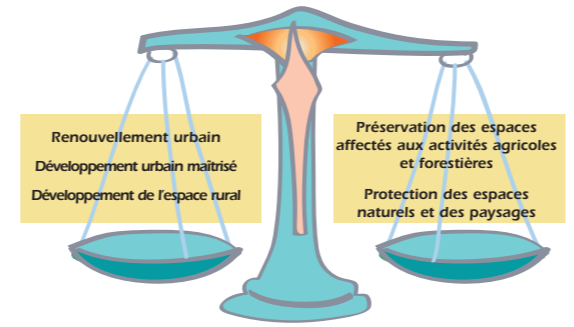 Renouvellement urbain
Développement urbain maîtrisé
Développement de l'espace rural
Préservation des espaces
affectés aux activités agricoles
et forestières
Protection des espaces
naturels et des paysages